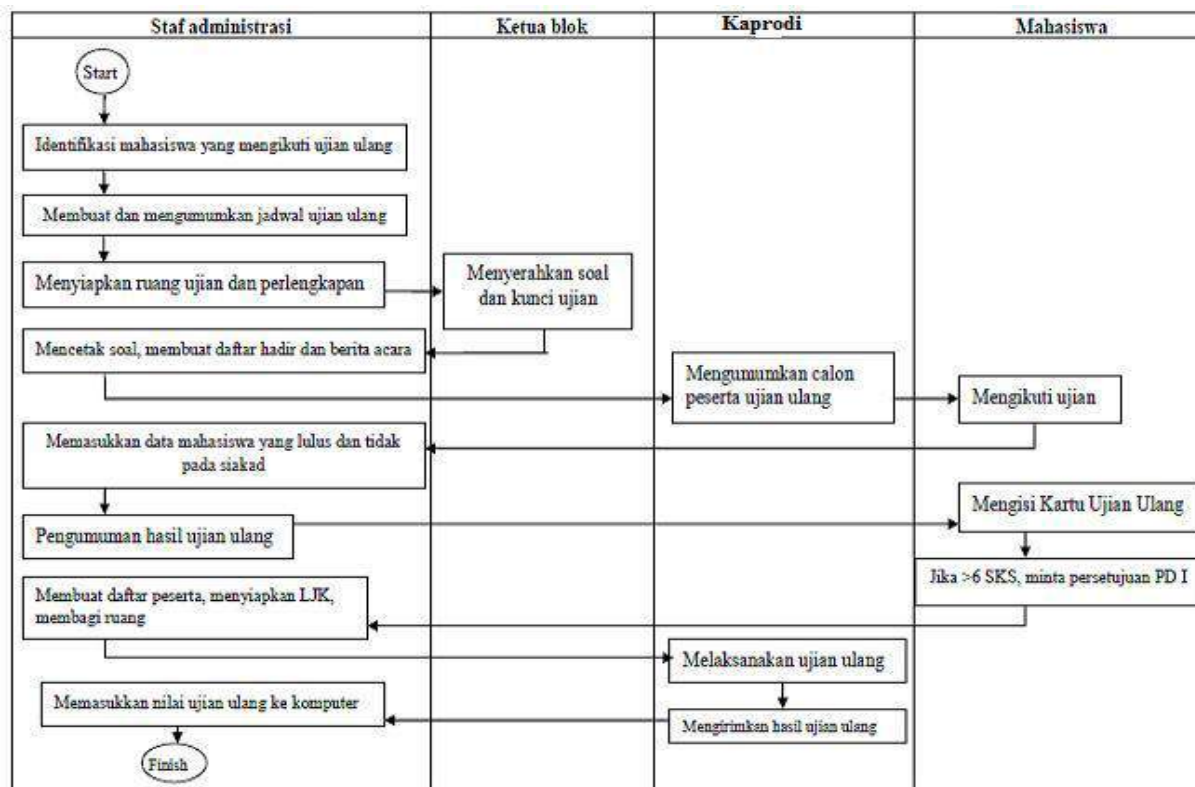 Staf administrasi
Ketua blok
Kaprodi
Mahasiswa
Start
Identifikasi mahasiswa yang mengikuti ujian ulang
Membuat dan mengumumkan jadwal ujian ulang
Menyiapkan ruang ujian dan perlengkapan
Menyerahkan soal
dan kunci ujian
Mencetak soal, membuat daftar hadir dan berita acara
Mengumumkan calon
peserta ujian ulang
Mengikuti ujian
Memasukkan data mahasiswa yang lulus dan tidak
pada siakad
Pengumuman hasil ujian ulang
Mengisi Kartu Ujian Ulang
Jika >6 SKS, minta persetujuan PD I
Membuat daftar peserta, menyiapkan LJK,
membagi ruang
Melaksanakan ujian ulang
Mengirimkan hasil ujian ulang
Memasukkan nilai ujian ulang ke komputer
Finish